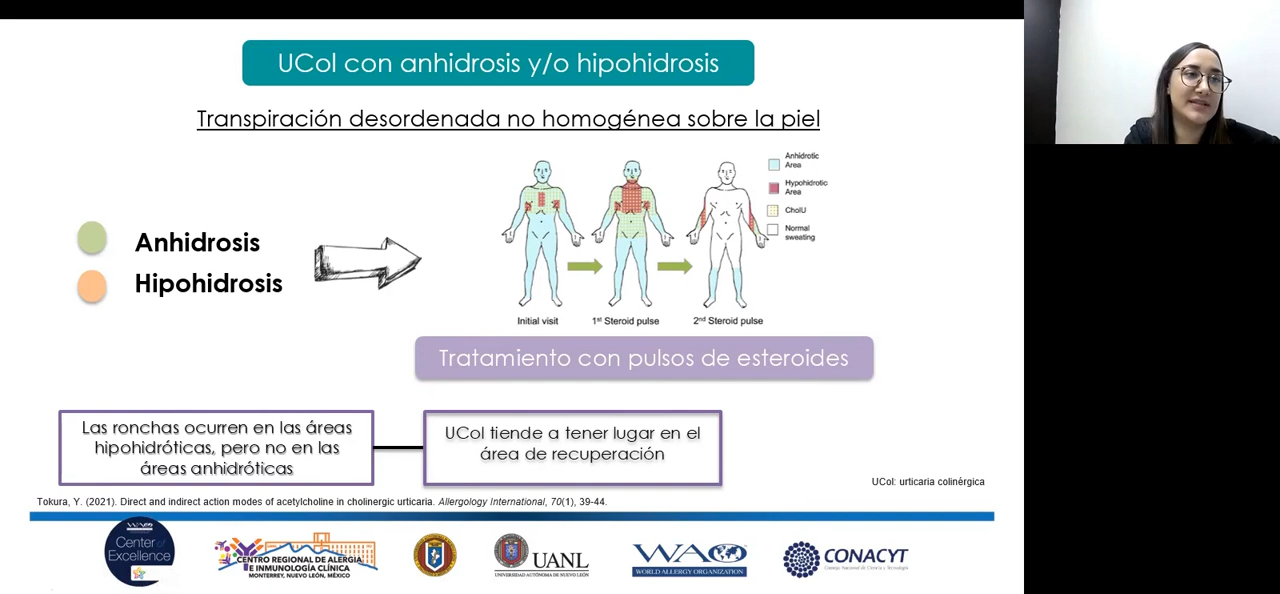 UCol con anhidrosis y/o hipohidrosis
Transpiración desordenada no homogénea sobre la piel
Anhidrosis
Hipohidrosis
Anhidrotic
Area
Hypohidrotic
Area
CholU
Normal
sweating
Initial visit
1st Steroid pulse
2nd Steroid pulse
Tratamiento con pulsos de esteroides
Las ronchas ocurren en las áreas
hipohidróticas, pero no en las
áreas anhidróticas
UCol tiende a tener lugar en el
área de recuperación
UCol: urticaria colinérgica
Tokura, Y. (2021). Direct and indirect action modes of acetylcholine in cholinergic urticaria. Allergology International, 70(1), 39-44.
WAO
Center of
Excellence
CENTRO REGIONAL DE ALERGIA
E INMUNOLOGÍA CLÍNICA
MONTERREY, NUEVO LEÓN, MÉXICO
UANL
UNIVERSIDAD AUTÓNOMA DE NUEVO LEÓN
WAO
WORLD ALLERGY ORGANIZATION
CONACYT
Consejo Nacional de Ciencia y Tecnología